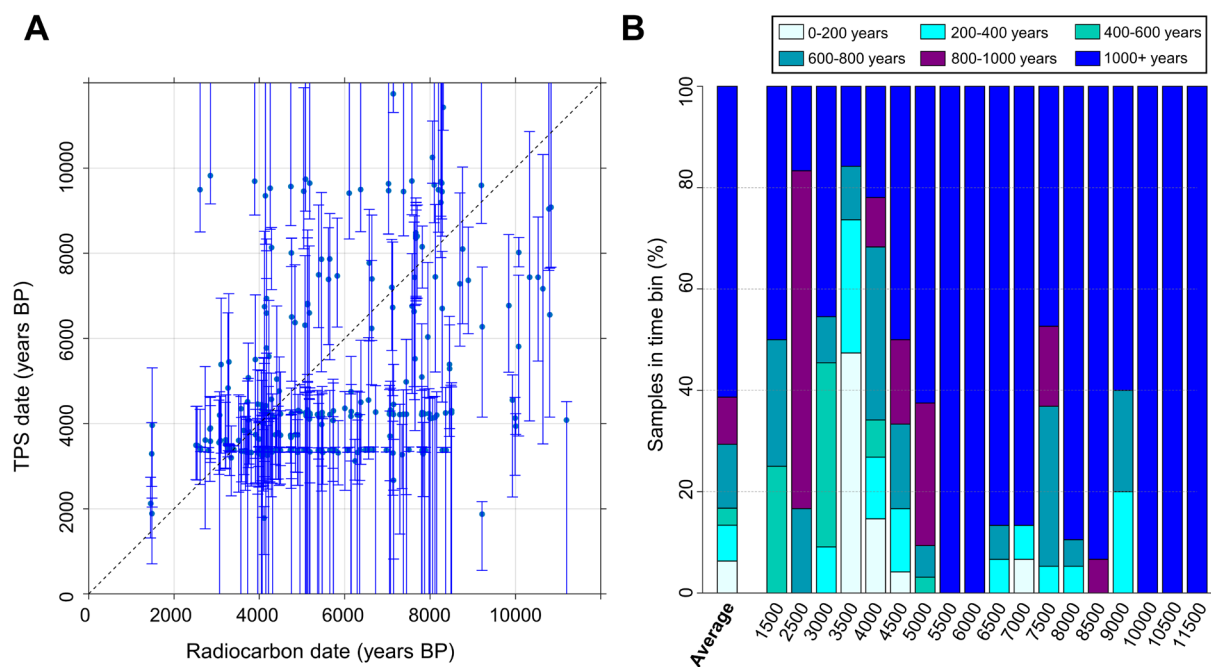 A
TPS date (years BP)
10000
8000
6000
4000
2000
0
0 2000 4000 6000 8000 10000
Radiocarbon date (years BP)
B
0-200 years 200-400 years 400-600 years
600-800 years 800-1000 years 1000+ years
Samples in time bin (%)
100
80
60
40
20
0
Average 1500 2500 3000 3500 4000 4500 5000 5500 6000 6500 7000 7500 8000 8500 9000 10000 10500 11500